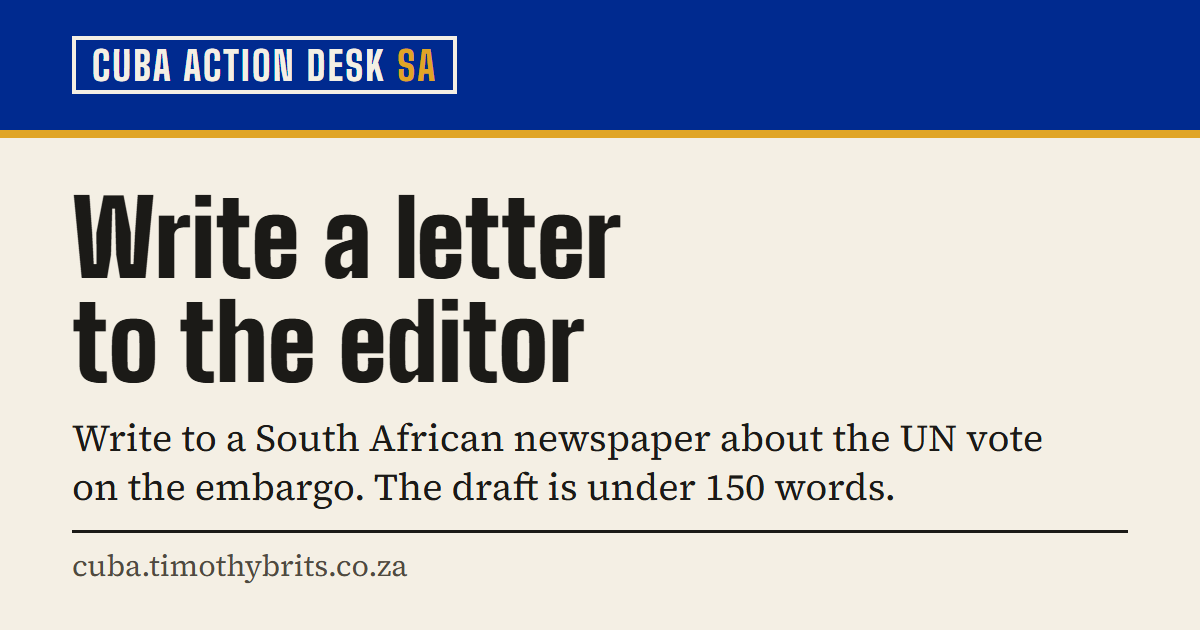 CUBA ACTION DESK SA
Write a letter
to the editor
Write to a South African newspaper about the UN vote
on the embargo. The draft is under 150 words.
cuba.timothybrits.co.za